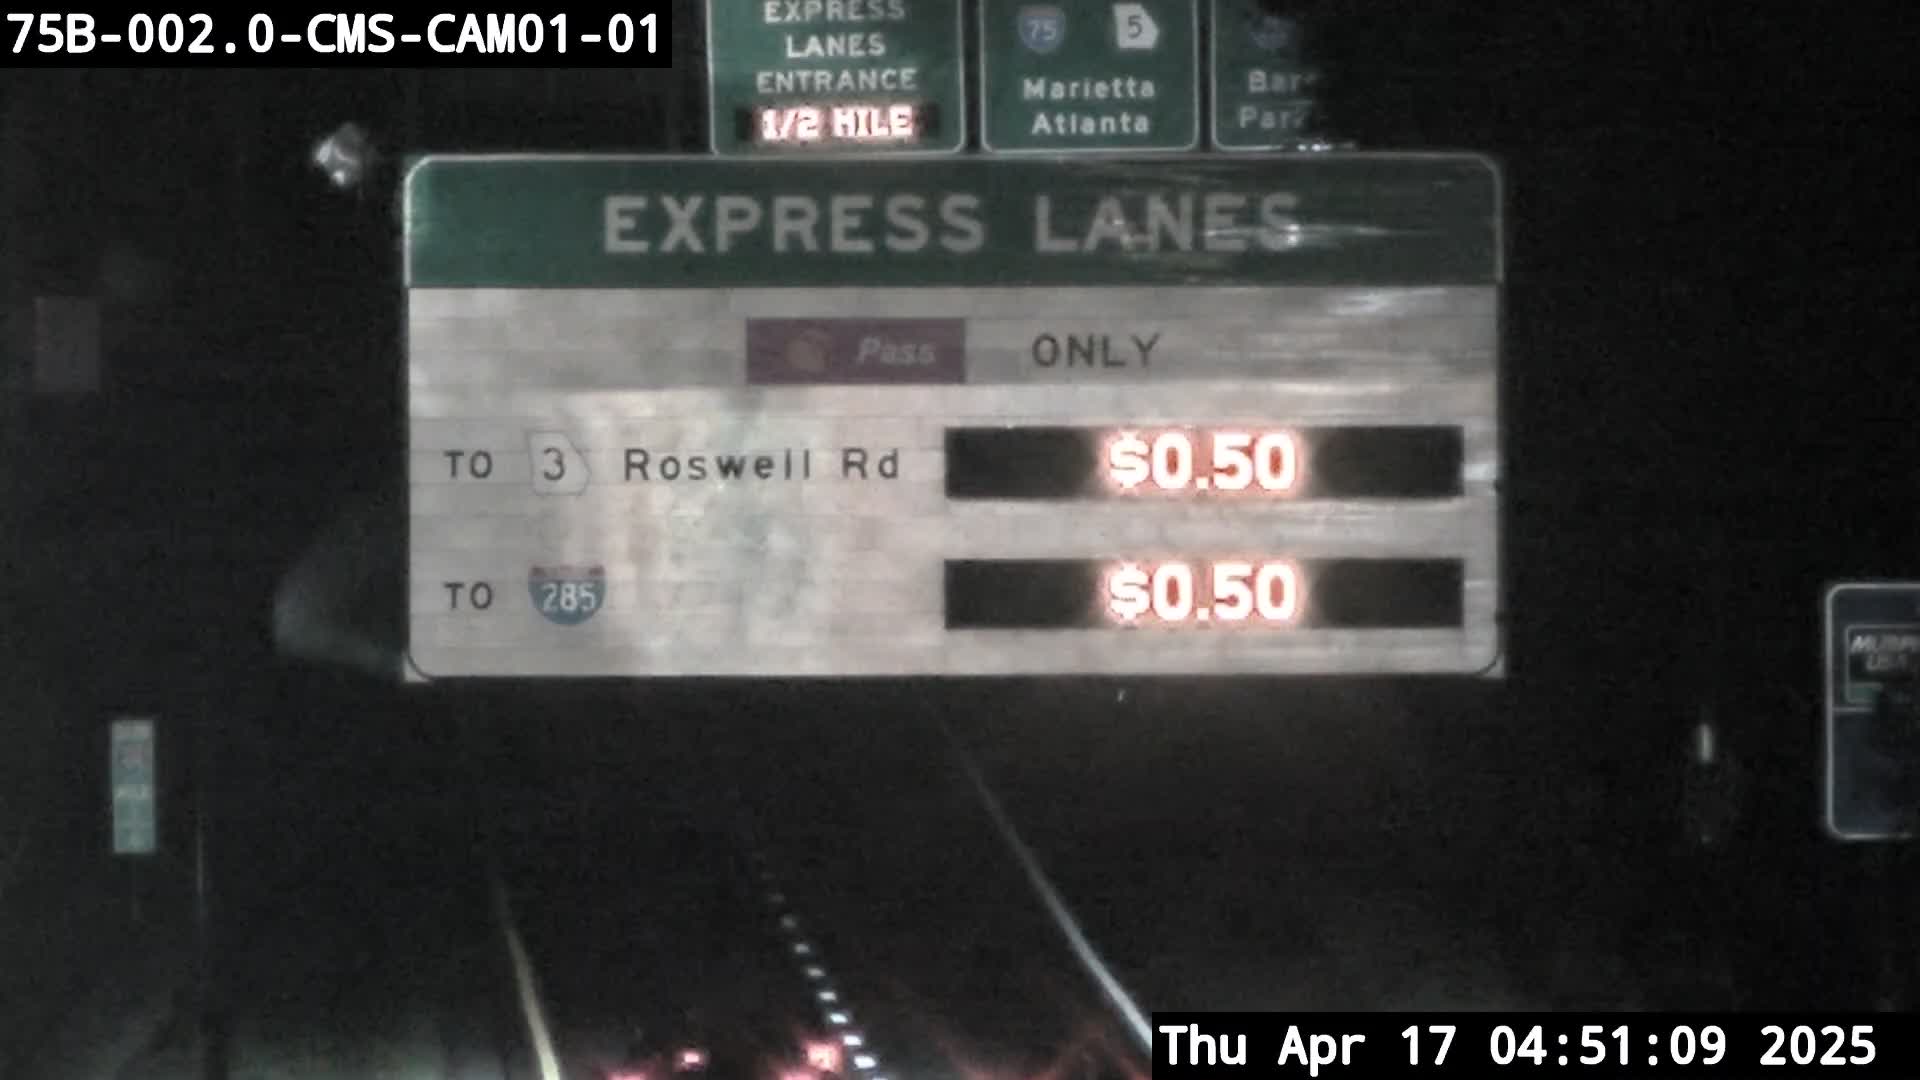 75B-002.0-CMS-CAM01-01
EXPRESS
LANES
ENTRANCE
1/2 MILE
75 5
Marietta
Atlanta
EXPRESS LANES
Pass ONLY
TO 3 Roswell Rd $0.50
TO 285 $0.50
Thu Apr 17 04:51:09 2025